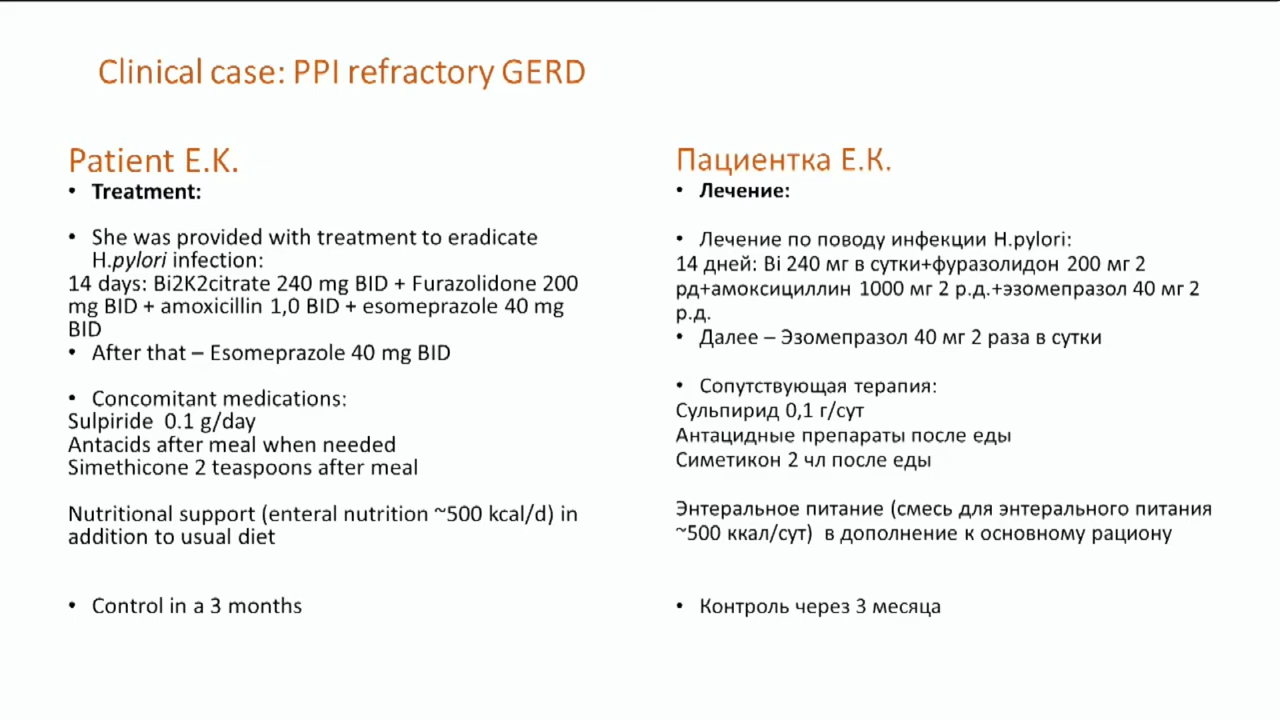 Clinical case: PPI refractory GERD
Patient E.K.
• Treatment:
• She was provided with treatment to eradicate
H.pylori infection:
14 days: Bi2K2citrate 240 mg BID + Furazolidone 200
mg BID + amoxicillin 1,0 BID + esomeprazole 40 mg
BID
• After that – Esomeprazole 40 mg BID
• Concomitant medications:
Sulpiride 0.1 g/day
Antacids after meal when needed
Simethicone 2 teaspoons after meal
Nutritional support (enteral nutrition ~500 kcal/d) in
addition to usual diet
• Control in a 3 months
Пациентка Е.К.
• Лечение:
• Лечение по поводу инфекции H.pylori:
14 дней: Bi 240 мг в сутки+фуразолидон 200 мг 2
рд+амоксициллин 1000 мг 2 р.д.+эзомепразол 40 мг 2
р.д.
• Далее – Эзомепразол 40 мг 2 раза в сутки
• Сопутствующая терапия:
Сульпирид 0,1 г/сут
Антацидные препараты после еды
Симетикон 2 чл после еды
Энтеральное питание (смесь для энтерального питания
~500 ккал/сут) в дополнение к основному рациону
• Контроль через 3 месяца